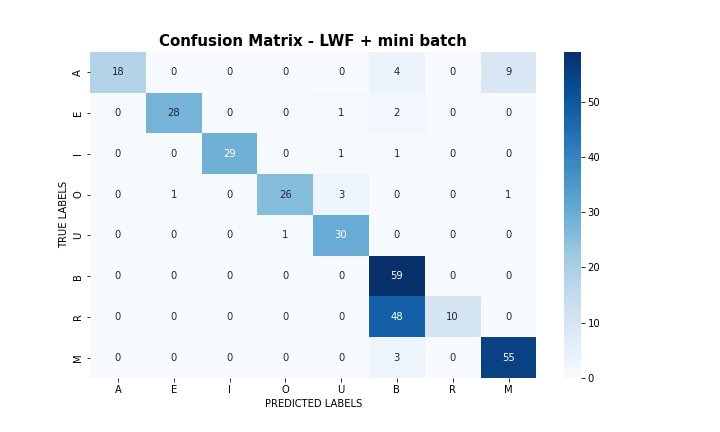 Confusion Matrix - LWF + mini batch
TRUE LABELS
A 18 0 0 0 0 4 0 9
E 0 28 0 0 1 2 0 0
I 0 0 29 0 1 1 0 0
O 0 1 0 26 3 0 0 1
U 0 0 0 1 30 0 0 0
B 0 0 0 0 0 59 0 0
R 0 0 0 0 0 48 10 0
M 0 0 0 0 0 3 0 55
A E I O U B R M
PREDICTED LABELS
50
40
30
20
10
0